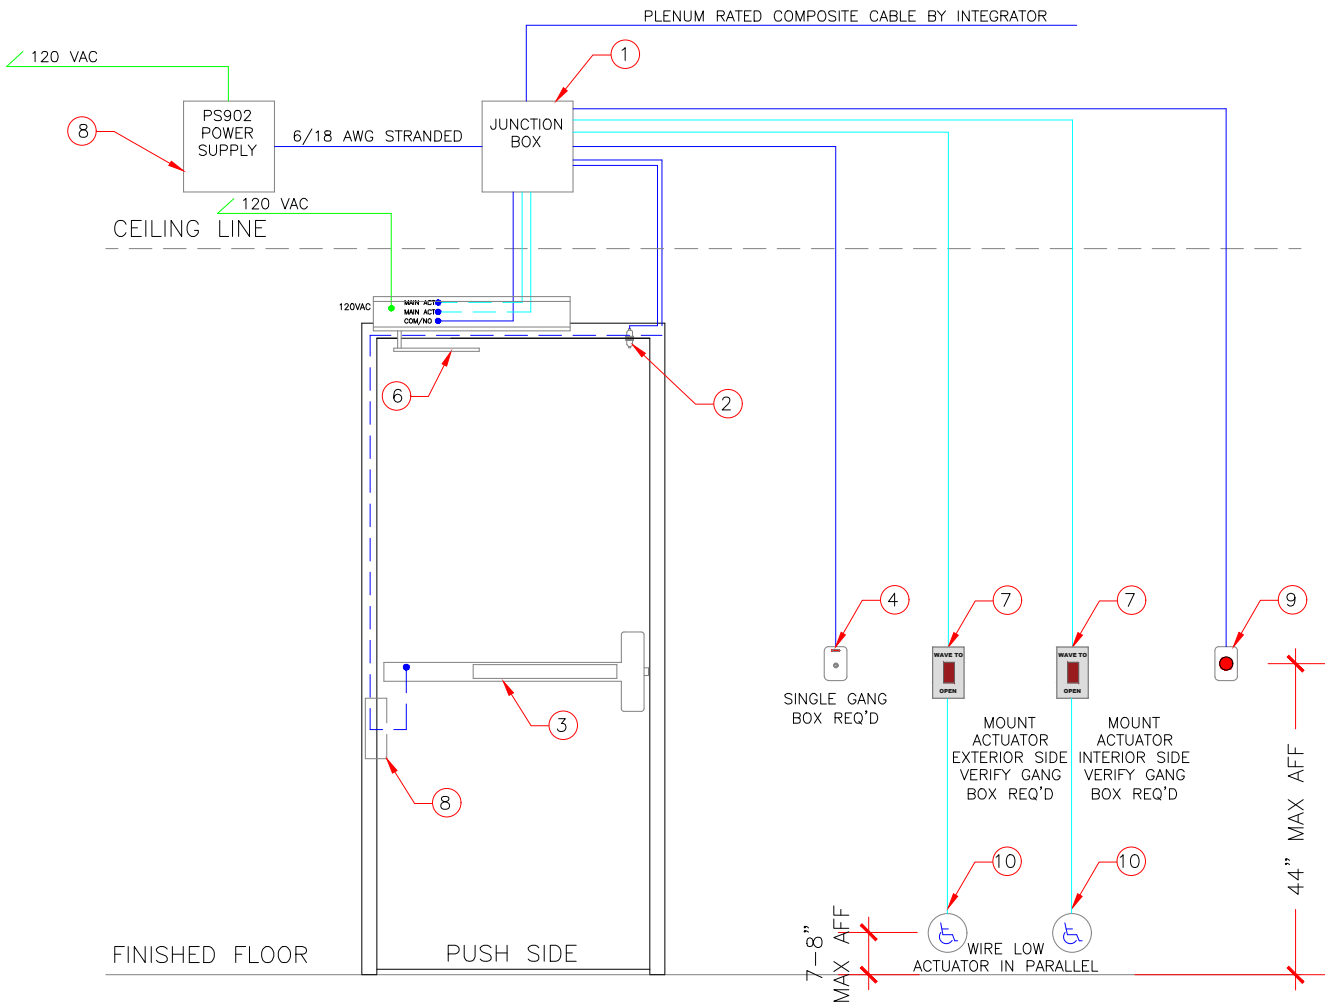 PLENUM RATED COMPOSITE CABLE BY INTEGRATOR
120 VAC
1
PS902
POWER
SUPPLY
8
6/18 AWG STRANDED
JUNCTION
BOX
120 VAC
CEILING LINE
120VAC
MAIN ACT
MAIN ACT
COM/NO
6
2
4
7
7
9
WAVE TO
OPEN
WAVE TO
OPEN
SINGLE GANG
BOX REQ'D
3
MOUNT
ACTUATOR
EXTERIOR SIDE
VERIFY GANG
BOX REQ'D
MOUNT
ACTUATOR
INTERIOR SIDE
VERIFY GANG
BOX REQ'D
8
44" MAX AFF
10
10
7-8"
MAX AFF
WIRE LOW
ACTUATOR IN PARALLEL
FINISHED FLOOR
PUSH SIDE